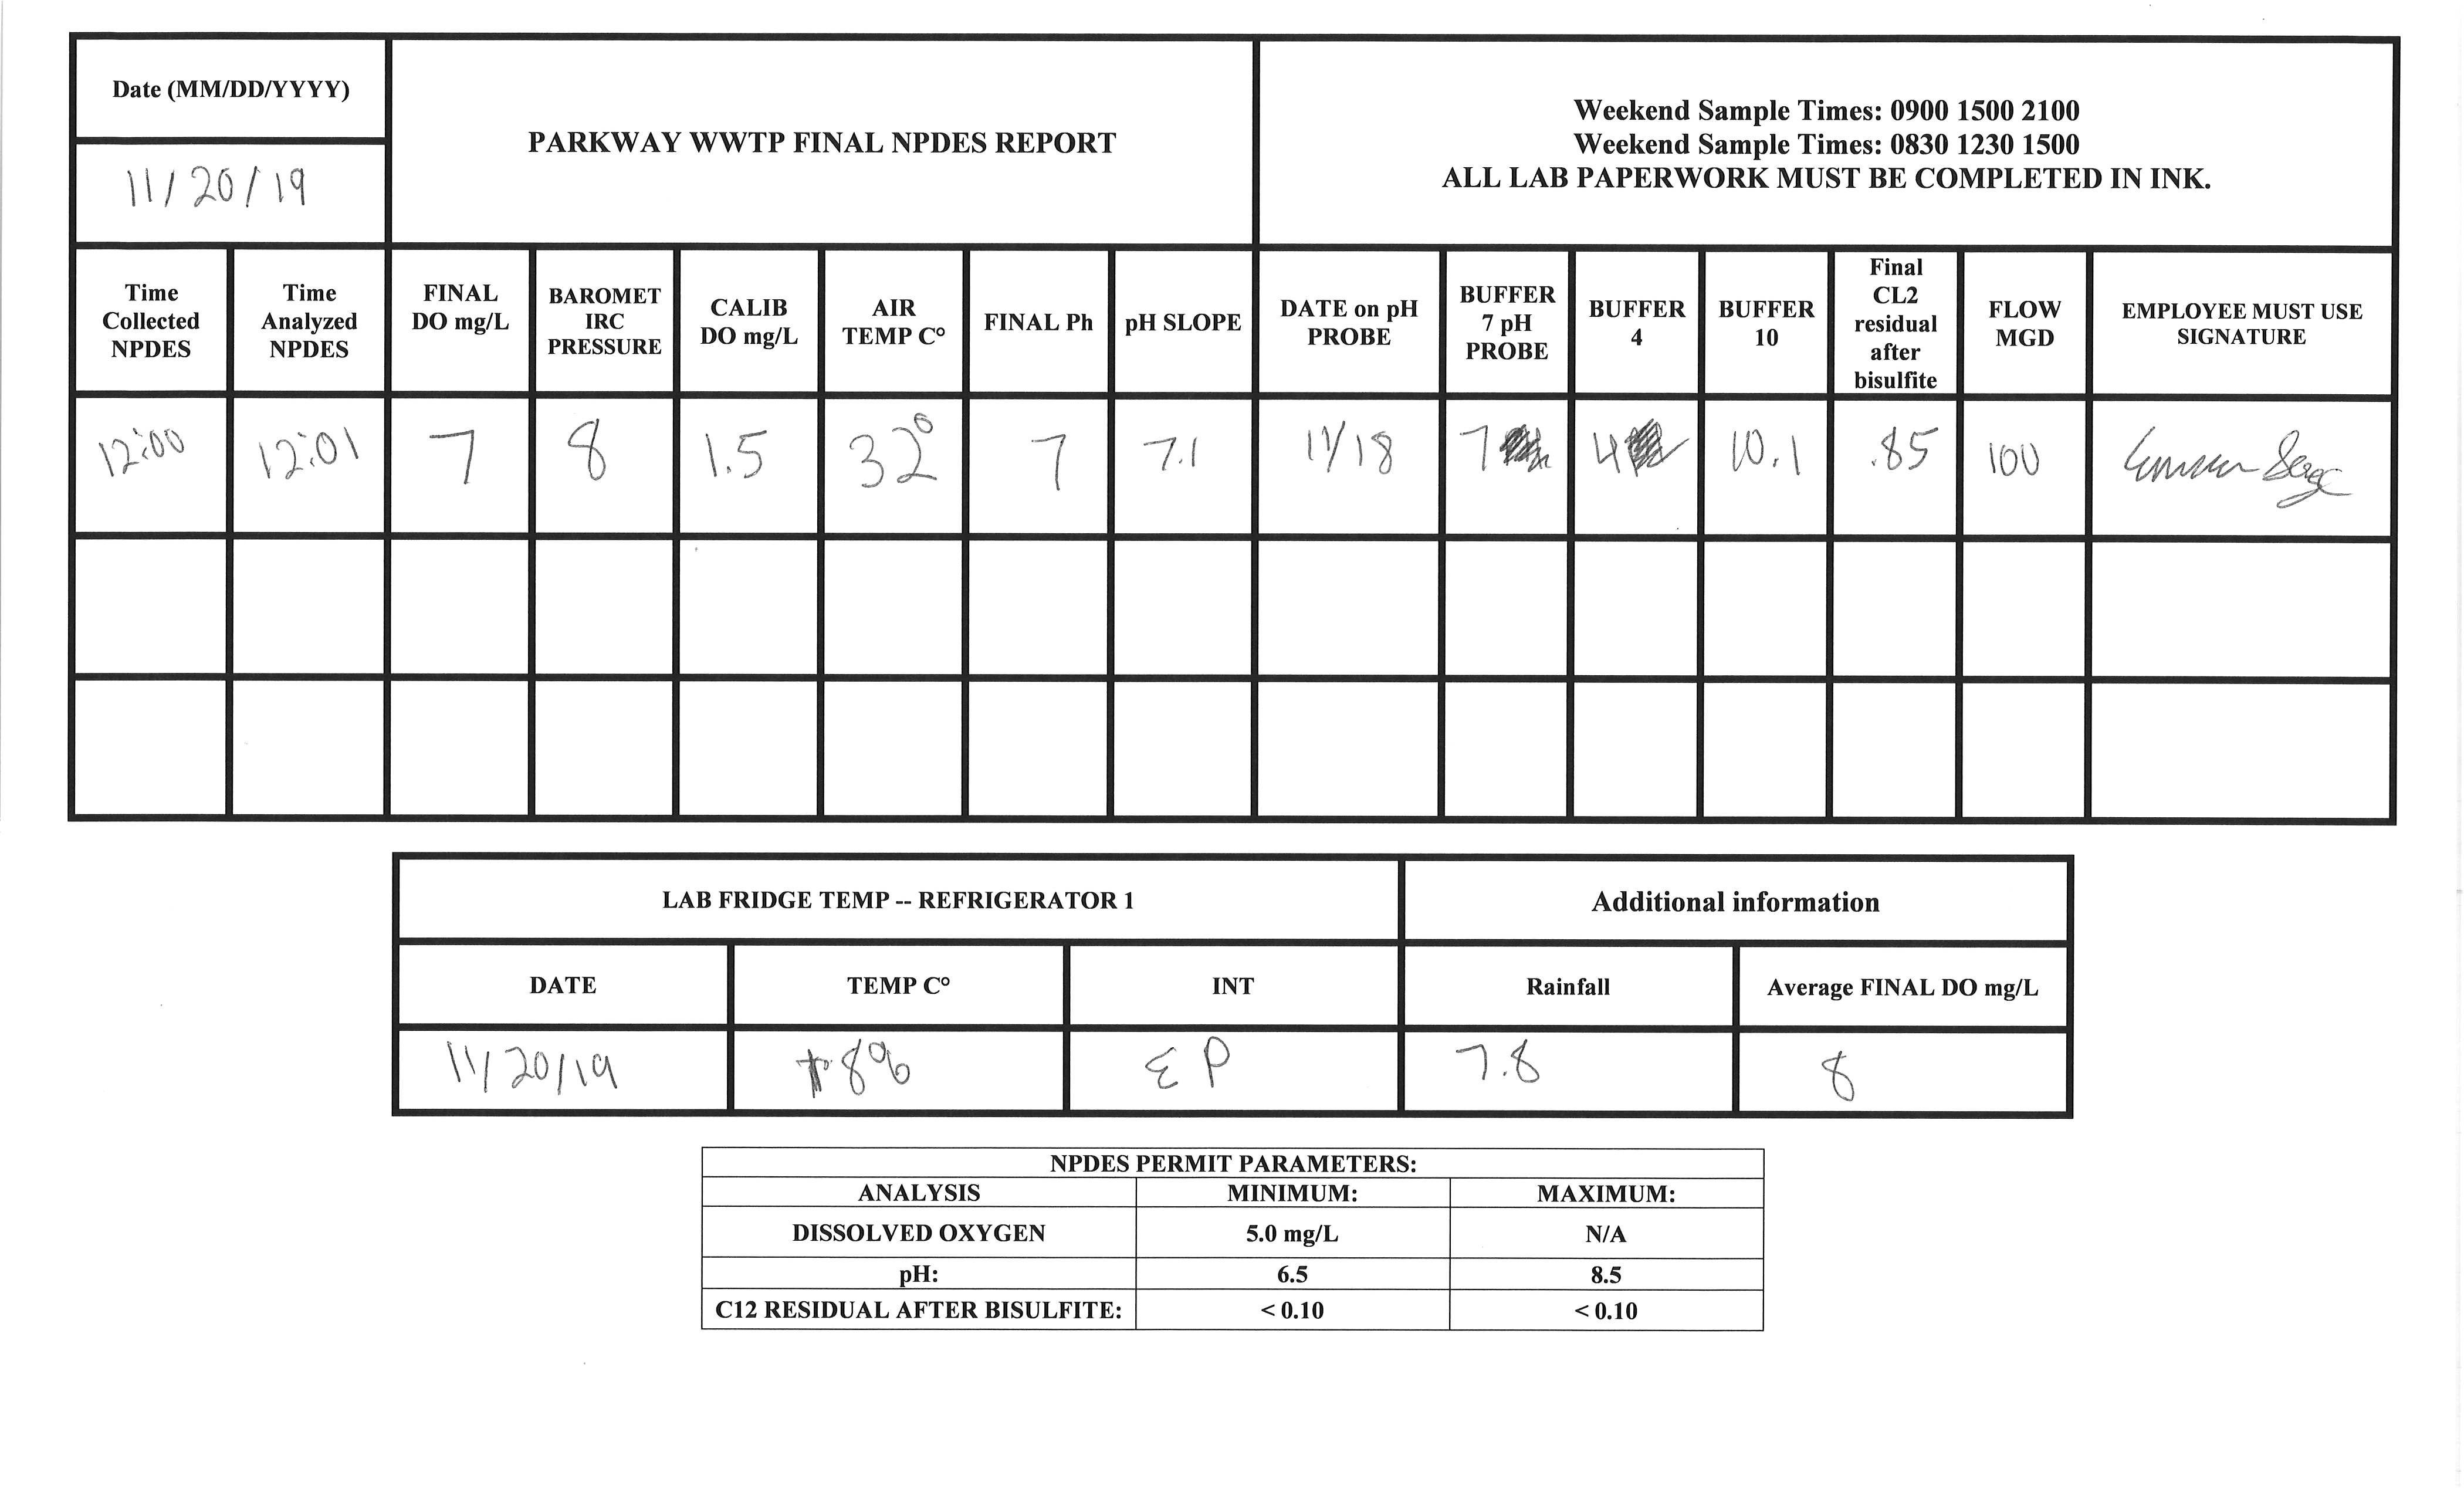 Date (MM/DD/YYYY)
11/20/19
PARKWAY WWTP FINAL NPDES REPORT
Weekend Sample Times: 0900 1500 2100
Weekend Sample Times: 0830 1230 1500
ALL LAB PAPERWORK MUST BE COMPLETED IN INK.
Time
Collected
NPDES
Time
Analyzed
NPDES
FINAL
DO mg/L
BAROMET
IRC
PRESSURE
CALIB
DO mg/L
AIR
TEMP C°
FINAL Ph
pH SLOPE
DATE on pH
PROBE
BUFFER
7 pH
PROBE
BUFFER
4
BUFFER
10
Final
CL2
residual
after
bisulfite
FLOW
MGD
EMPLOYEE MUST USE
SIGNATURE
12:00
12:01
7
8
1.5
32°
7
7.1
11/18
7
4
10.1
.85
100
LAB FRIDGE TEMP -- REFRIGERATOR 1
Additional information
DATE
TEMP C°
INT
Rainfall
Average FINAL DO mg/L
11/20/19
EP
7.8
8
NPDES PERMIT PARAMETERS:
ANALYSIS
MINIMUM:
MAXIMUM:
DISSOLVED OXYGEN
5.0 mg/L
N/A
pH:
6.5
8.5
C12 RESIDUAL AFTER BISULFITE:
< 0.10
< 0.10